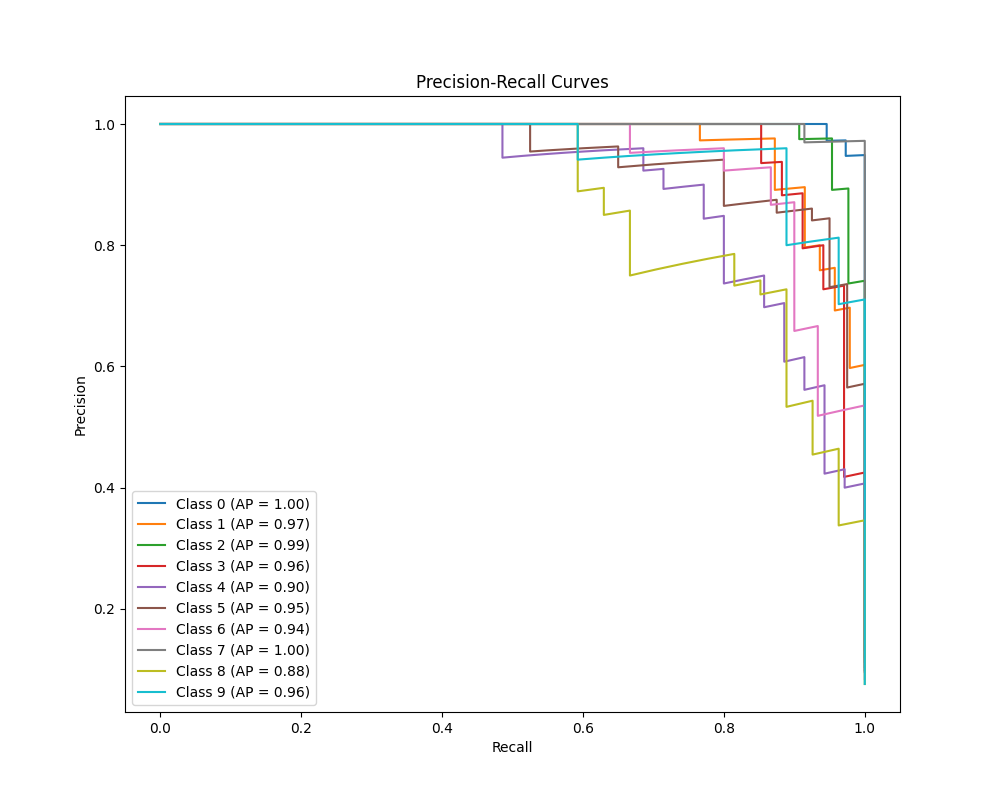 Precision-Recall Curves
1.0
0.8
0.6
0.4
0.2
Precision
Class 0 (AP = 1.00)
Class 1 (AP = 0.97)
Class 2 (AP = 0.99)
Class 3 (AP = 0.96)
Class 4 (AP = 0.90)
Class 5 (AP = 0.95)
Class 6 (AP = 0.94)
Class 7 (AP = 1.00)
Class 8 (AP = 0.88)
Class 9 (AP = 0.96)
0.0 0.2 0.4 0.6 0.8 1.0
Recall